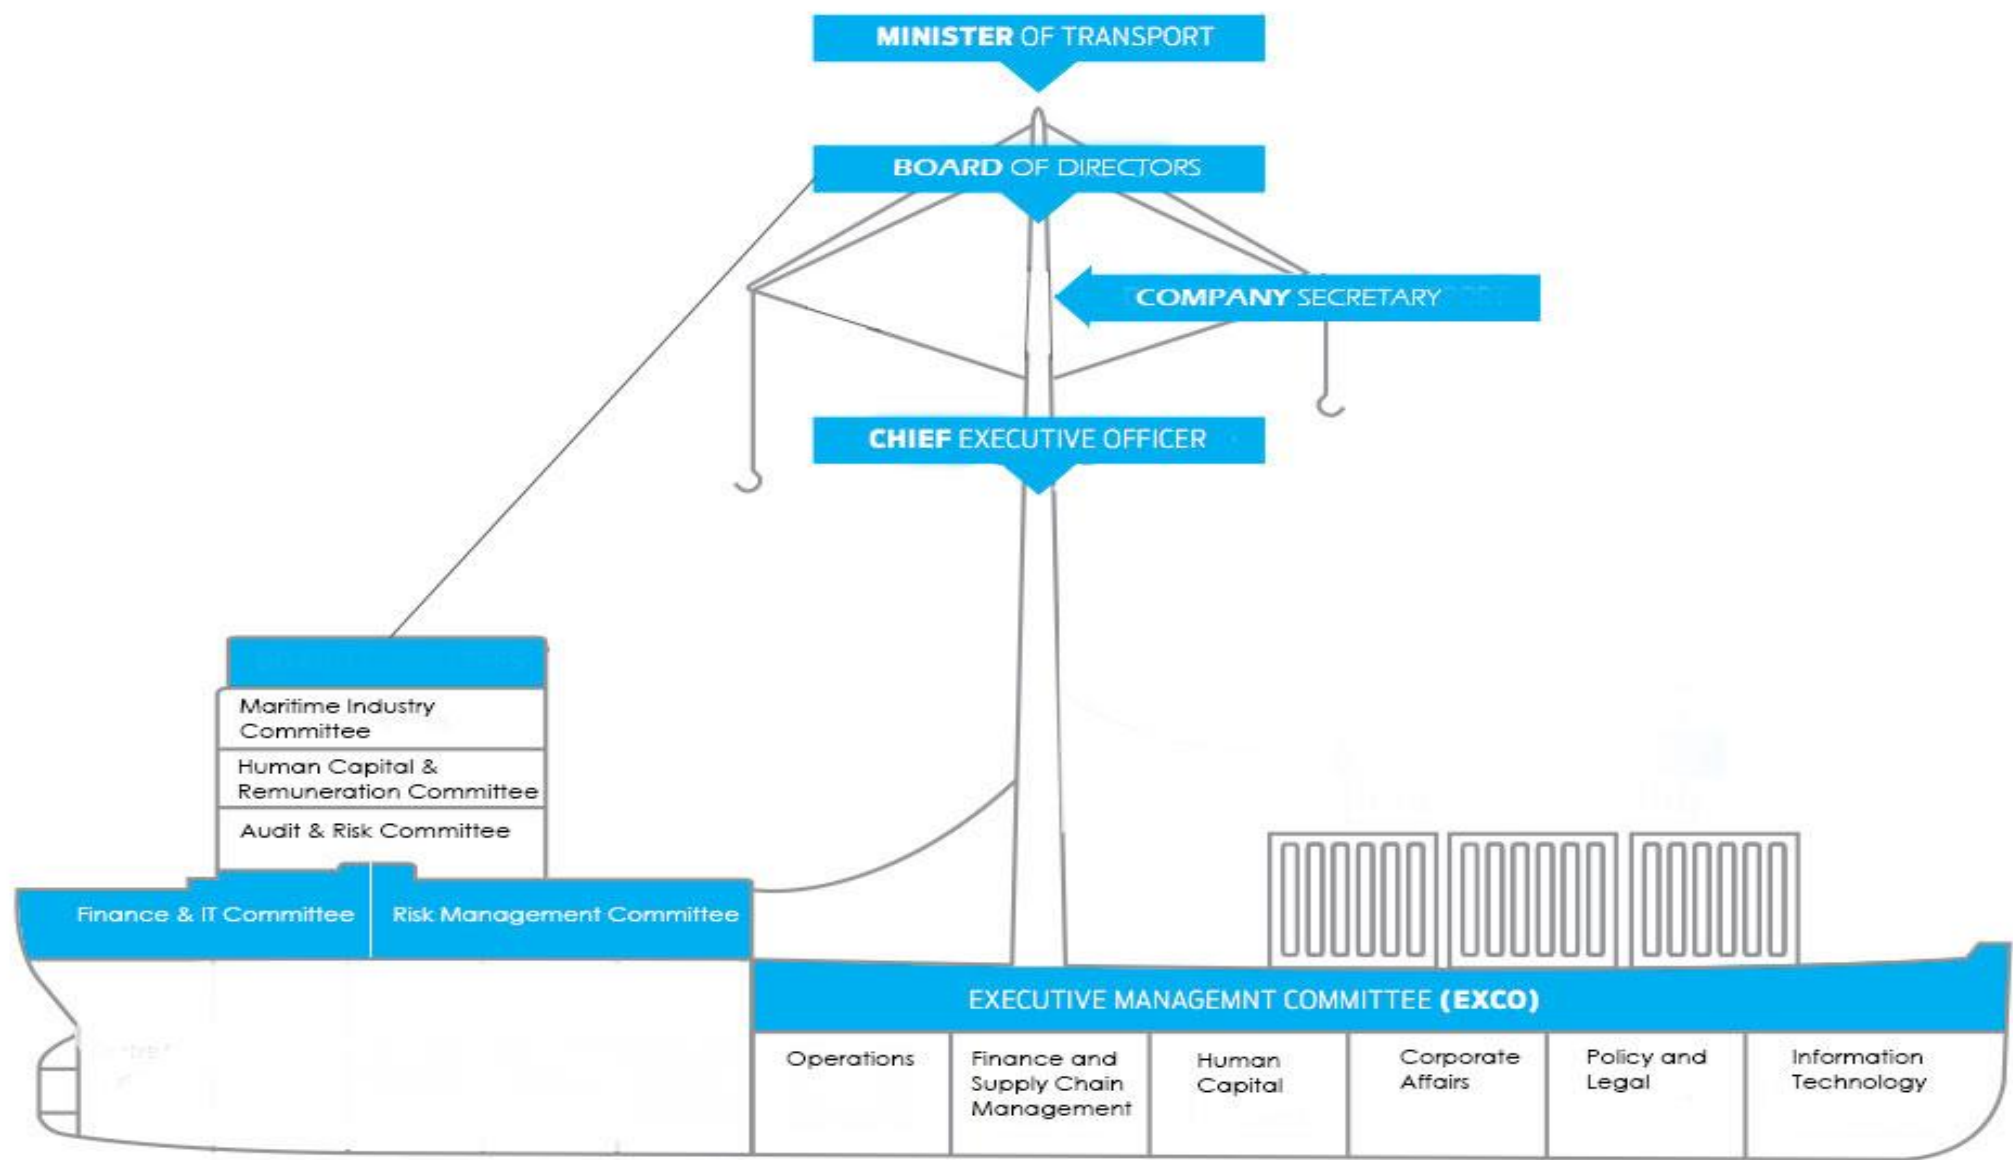 MINISTER OF TRANSPORT
BOARD OF DIRECTORS
COMPANY SECRETARY
CHIEF EXECUTIVE OFFICER
Maritime Industry
Committee
Human Capital &
Remuneration Committee
Audit & Risk Committee
Finance & IT Committee
Risk Management Committee
EXECUTIVE MANAGEMNT COMMITTEE (EXCO)
Operations
Finance and
Supply Chain
Management
Human
Capital
Corporate
Affairs
Policy and
Legal
Information
Technology